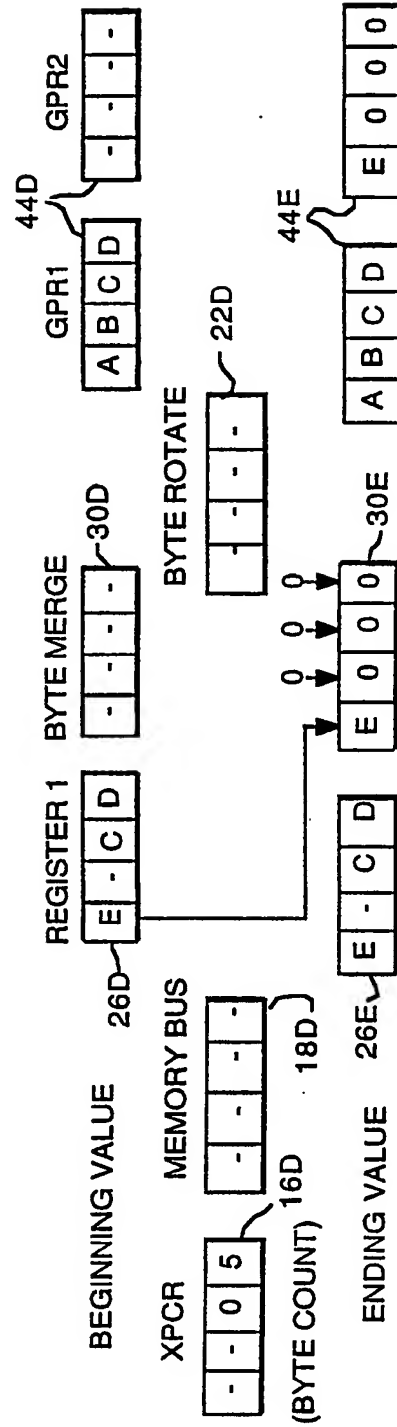 BEGINNING VALUE
REGISTER 1
E - C D
26D
BYTE MERGE
- - - -
30D
GPR1
A B C D
44D
GPR2
- - - -
XPCR
- - 0 5
16D
(BYTE COUNT)
MEMORY BUS
- - - -
18D
BYTE ROTATE
- - - -
22D
0 0 0
ENDING VALUE
E - C D
26E
E 0 0 0
30E
A B C D
44E
E 0 0 0